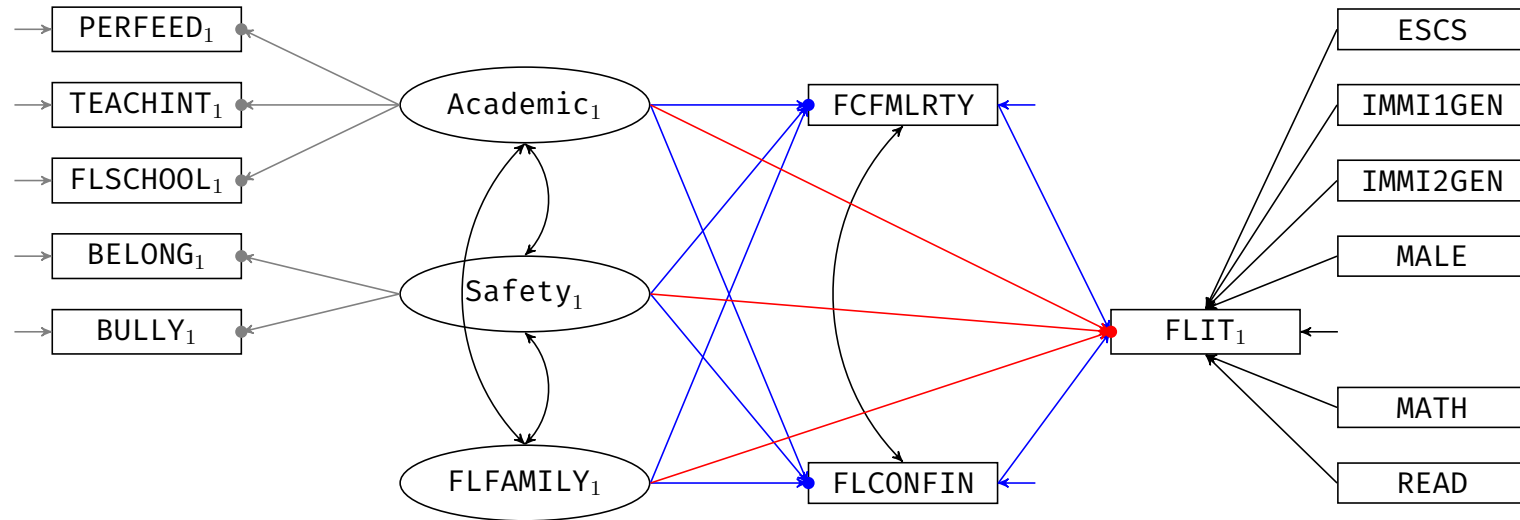 PERFEED₁
TEACHINT₁
FLSCHOOL₁
BELONG₁
BULLY₁
Academic₁
Safety₁
FLFAMILY₁
FCFMLRTY
FLCONFIN
FLIT₁
ESCS
IMMI1GEN
IMMI2GEN
MALE
MATH
READ